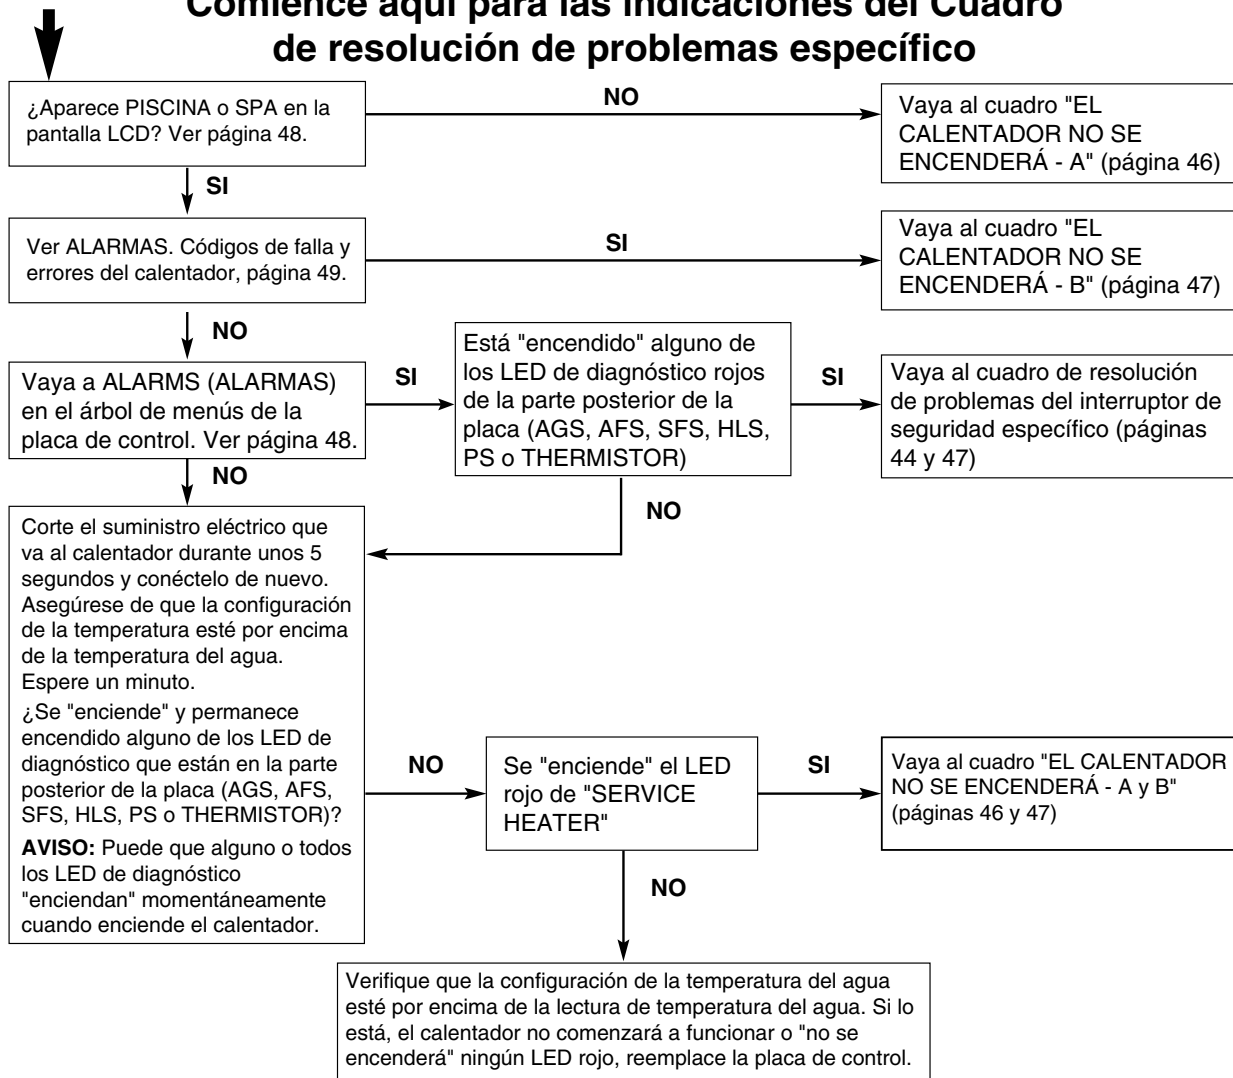 Comience aquí para las indicaciones del Cuadro
de resolución de problemas específico
¿Aparece PISCINA o SPA en la
pantalla LCD? Ver página 48.
NO
Vaya al cuadro "EL
CALENTADOR NO SE
ENCENDERÁ - A" (página 46)
SI
Ver ALARMAS. Códigos de falla y
errores del calentador, página 49.
SI
Vaya al cuadro "EL
CALENTADOR NO SE
ENCENDERÁ - B" (página 47)
NO
Vaya a ALARMS (ALARMAS)
en el árbol de menús de la
placa de control. Ver página 48.
SI
Está "encendido" alguno de
los LED de diagnóstico rojos
de la parte posterior de la
placa (AGS, AFS, SFS, HLS,
PS o THERMISTOR)
SI
Vaya al cuadro de resolución
de problemas del interruptor de
seguridad específico (páginas
44 y 47)
NO
NO
Corte el suministro eléctrico que
va al calentador durante unos 5
segundos y conéctelo de nuevo.
Asegúrese de que la configuración
de la temperatura esté por encima
de la temperatura del agua.
Espere un minuto.
¿Se "enciende" y permanece
encendido alguno de los LED de
diagnóstico que están en la parte
posterior de la placa (AGS, AFS,
SFS, HLS, PS o THERMISTOR)?
AVISO: Puede que alguno o todos
los LED de diagnóstico
"enciendan" momentáneamente
cuando enciende el calentador.
NO
Se "enciende" el LED
rojo de "SERVICE
HEATER"
SI
Vaya al cuadro "EL CALENTADOR
NO SE ENCENDERÁ - A y B"
(páginas 46 y 47)
NO
Verifique que la configuración de la temperatura del agua
esté por encima de la lectura de temperatura del agua. Si lo
está, el calentador no comenzará a funcionar o "no se
encenderá" ningún LED rojo, reemplace la placa de control.